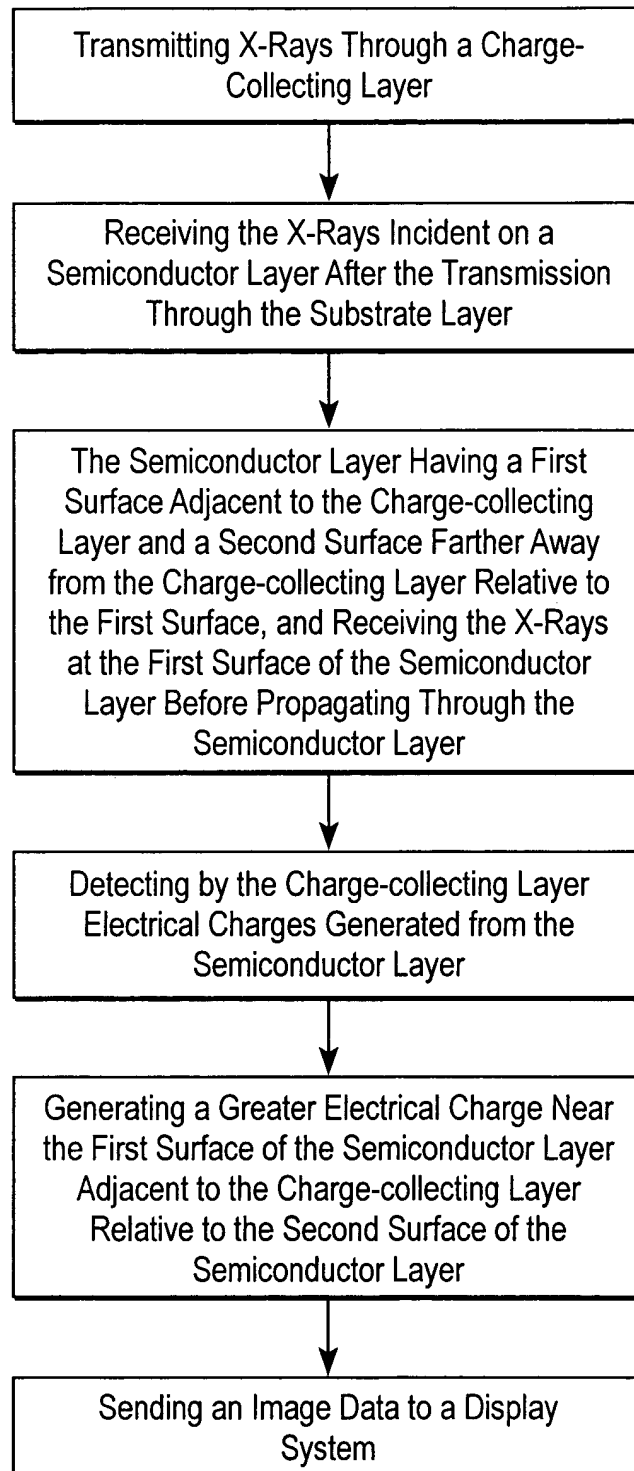 Transmitting X-Rays Through a Charge-
Collecting Layer
Receiving the X-Rays Incident on a
Semiconductor Layer After the Transmission
Through the Substrate Layer
The Semiconductor Layer Having a First
Surface Adjacent to the Charge-collecting
Layer and a Second Surface Farther Away
from the Charge-collecting Layer Relative to
the First Surface, and Receiving the X-Rays
at the First Surface of the Semiconductor
Layer Before Propagating Through the
Semiconductor Layer
Detecting by the Charge-collecting Layer
Electrical Charges Generated from the
Semiconductor Layer
Generating a Greater Electrical Charge Near
the First Surface of the Semiconductor Layer
Adjacent to the Charge-collecting Layer
Relative to the Second Surface of the
Semiconductor Layer
Sending an Image Data to a Display
System